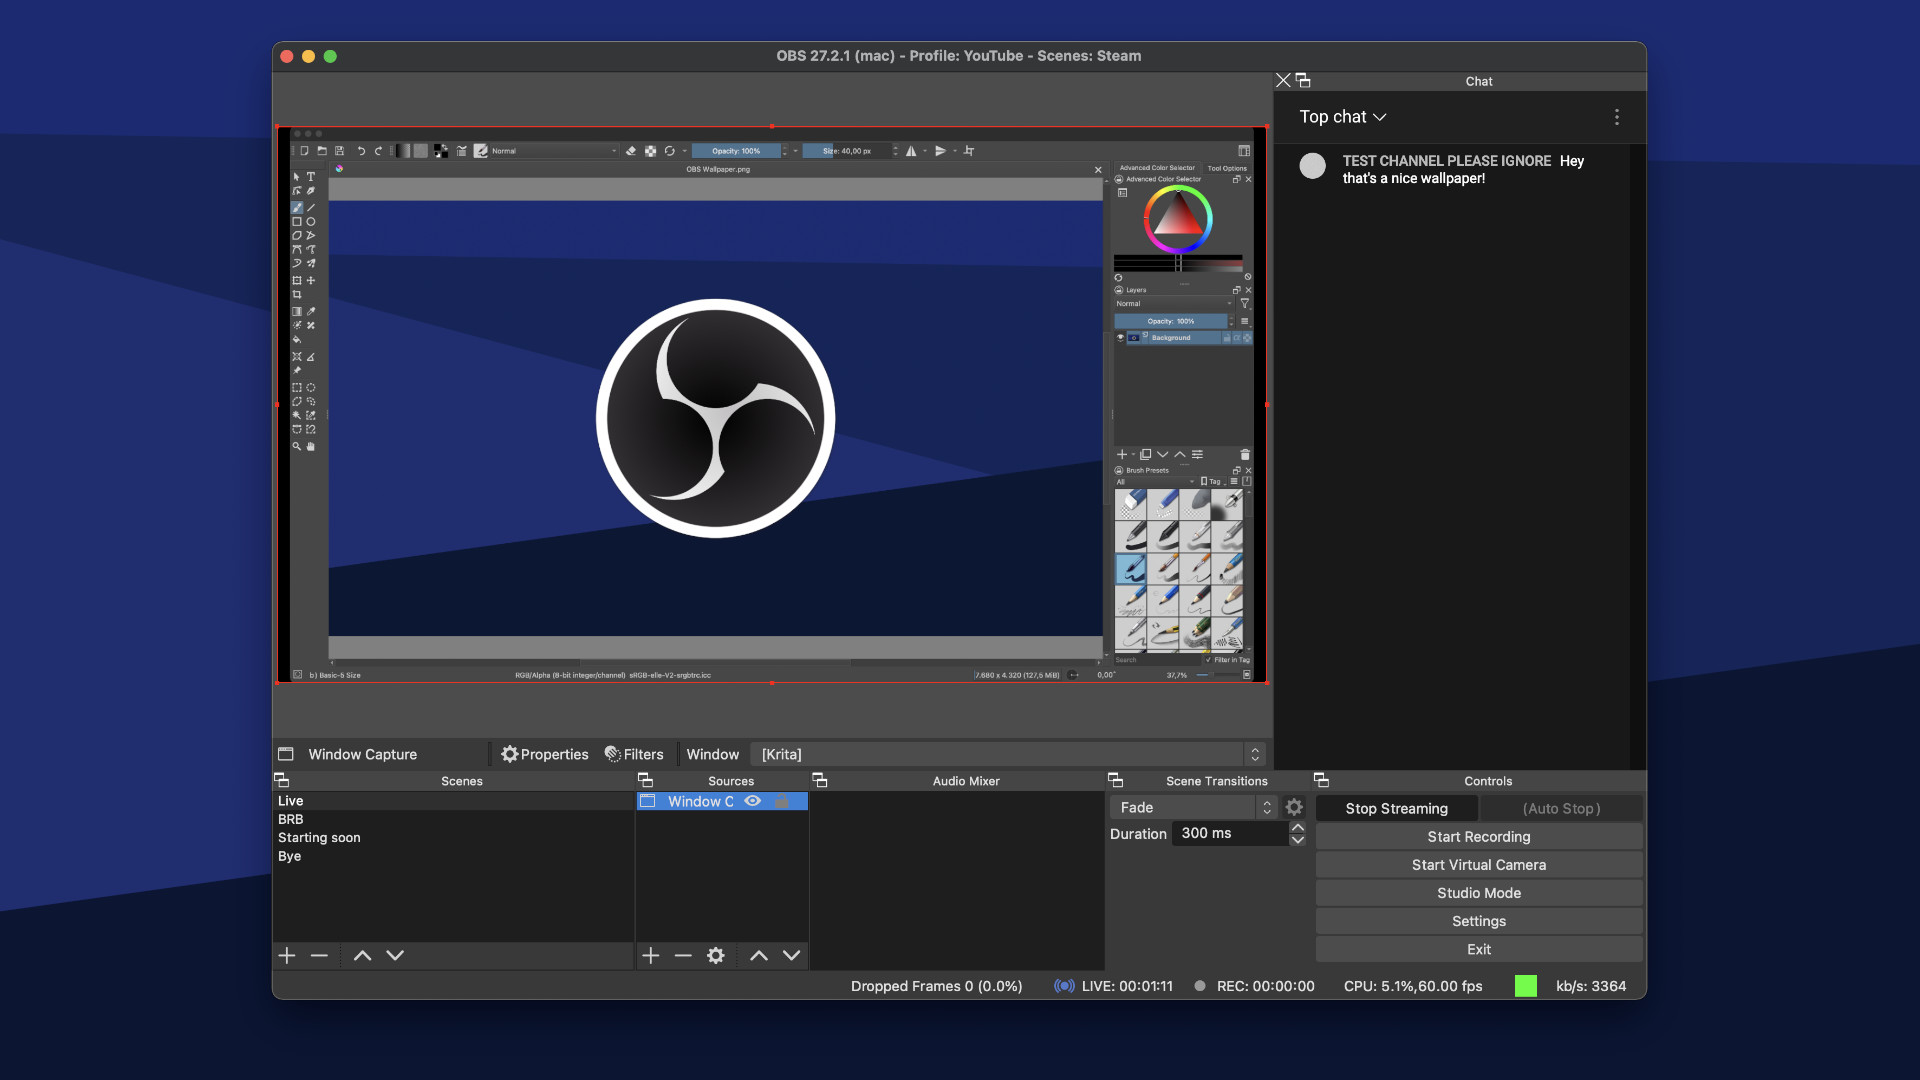 OBS 27.2.1 (mac) - Profile: YouTube - Scenes: Steam
Chat
Top chat
TEST CHANNEL PLEASE IGNORE Hey
that's a nice wallpaper!
Normal
Opacity: 100%
Size: 40,00 px
OBS Wallpaper.png
Advanced Color Selector
Tool Options
Advanced Color Selector
Layers
Normal
Opacity: 100%
Background
Brush Presets
All
Tag
Search
Filter in Tag
b) Basic-5 Size
RGB/Alpha (8-bit integer/channel) sRGB-elle-V2-srgbtrc.icc
7.680 x 4.320 (127,5 MiB)
0,00°
37,7%
Window Capture
Properties
Filters
Window
[Krita]
Scenes
Sources
Audio Mixer
Scene Transitions
Controls
Live
BRB
Starting soon
Bye
Window C
Fade
Duration
300 ms
Stop Streaming
(Auto Stop)
Start Recording
Start Virtual Camera
Studio Mode
Settings
Exit
Dropped Frames 0 (0.0%)
LIVE: 00:01:11
REC: 00:00:00
CPU: 5.1%,60.00 fps
kb/s: 3364